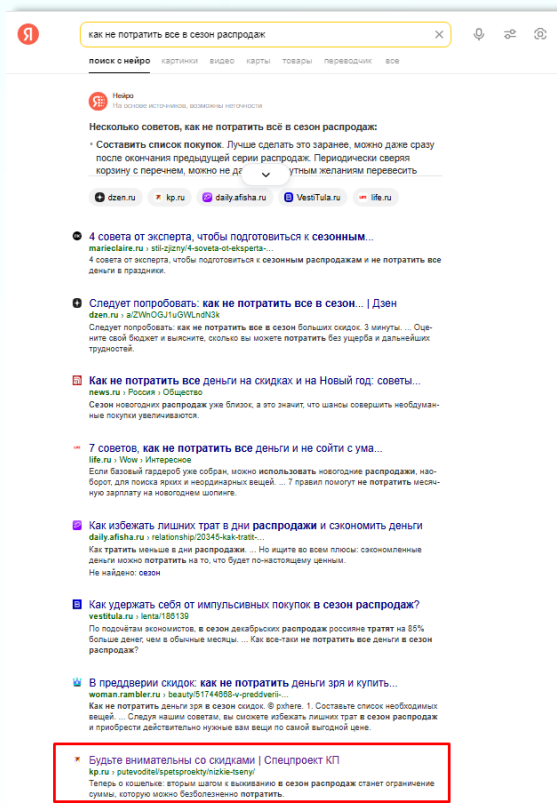 Я
как не потратить все в сезон распродаж
поиск с нейро картинки видео карты товары переводчик все
Нейро
На основе источников, возможны неточности
Несколько советов, как не потратить всё в сезон распродаж:
• Составить список покупок. Лучше сделать это заранее, можно даже сразу
после окончания предыдущей серии распродаж. Периодически сверяя
корзину с перечнем, можно не да утным желаниям перевесить
dzen.ru kp.ru daily.afisha.ru VestiTula.ru life.ru
4 совета от эксперта, чтобы подготовиться к сезонным...
marieclaire.ru › stil-zjizny/4-soveta-ot-eksperta-...
4 совета от эксперта, чтобы подготовиться к сезонным распродажам и не потратить все
деньги в праздники.
Следует попробовать: как не потратить все в сезон... | Дзен
dzen.ru › a/ZWnOGJ1uGWLndN3k
Следует попробовать: как не потратить все в сезон больших скидок. 3 минуты. ... Оце-
ните свой бюджет и выясните, сколько вы можете потратить без ущерба и дальнейших
трудностей.
Как не потратить все деньги на скидках и на Новый год: советы...
news.ru › Россия › Общество
Сезон новогодних распродаж уже близок, а это значит, что шансы совершить необдуман-
ные покупки увеличиваются.
7 советов, как не потратить все деньги и не сойти с ума...
life.ru › Wow › Интересное
Если базовый гардероб уже собран, можно использовать новогодние распродажи, нао-
борот, для поиска ярких и неординарных вещей. ... 7 правил помогут не потратить месяч-
ную зарплату на новогоднем шопинге.
Как избежать лишних трат в дни распродажи и сэкономить деньги
daily.afisha.ru › relationship/20345-kak-tratit-...
Как тратить меньше в дни распродажи. ... Но ищите во всем плюсы: сэкономленные
деньги можно потратить на то, что будет по-настоящему ценным.
Не найдено: сезон
Как удержать себя от импульсивных покупок в сезон распродаж?
vestitula.ru › lenta/186139
По подсчётам экономистов, в сезон декабрьских распродаж россияне тратят на 86%
больше денег, чем в обычные месяцы. ... Как все-таки не потратить все деньги в сезон
распродаж?
В преддверии скидок: как не потратить деньги зря и купить...
woman.rambler.ru › beauty/51744668-v-preddverii-...
Как не потратить деньги зря в сезон скидок. © pxhere. 1. Составьте список необходимых
вещей. ... Следуя нашим советам, вы сможете избежать лишних трат в сезон распродаж
и приобрести действительно нужные вам вещи по самой выгодной цене.
Будьте внимательны со скидками | Спецпроект КП
kp.ru › putevoditel/spetsproekty/nizkie-tseny/
Теперь о кошельке: вторым шагом к выживанию в сезон распродаж станет ограничение
суммы, которую можно безболезненно потратить.